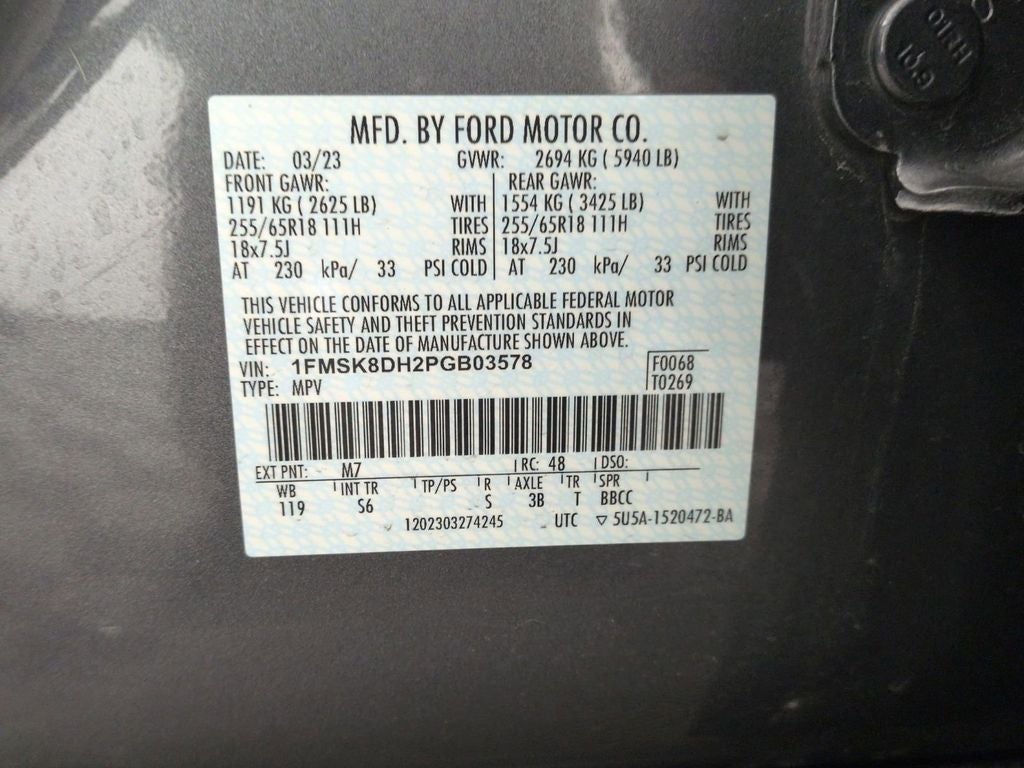 MFD. BY FORD MOTOR CO.
DATE: 03/23 GVWR: 2694 KG ( 5940 LB)
FRONT GAWR: REAR GAWR:
1191 KG ( 2625 LB) WITH 1554 KG ( 3425 LB) WITH
255/65R18 111H TIRES 255/65R18 111H TIRES
18x7.5J RIMS 18x7.5J RIMS
AT 230 kPa/ 33 PSI COLD AT 230 kPa/ 33 PSI COLD
THIS VEHICLE CONFORMS TO ALL APPLICABLE FEDERAL MOTOR
VEHICLE SAFETY AND THEFT PREVENTION STANDARDS IN
EFFECT ON THE DATE OF MANUFACTURE SHOWN ABOVE.
VIN: 1FMSK8DH2PGB03578 F0068
TYPE: MPV T0269
EXT PNT: M7 RC: 48 DSO:
WB INT TR TP/PS R AXLE TR SPR
119 S6 S 3B T BBCC
1202303274245 UTC ▽ 5U5A-1520472-BA